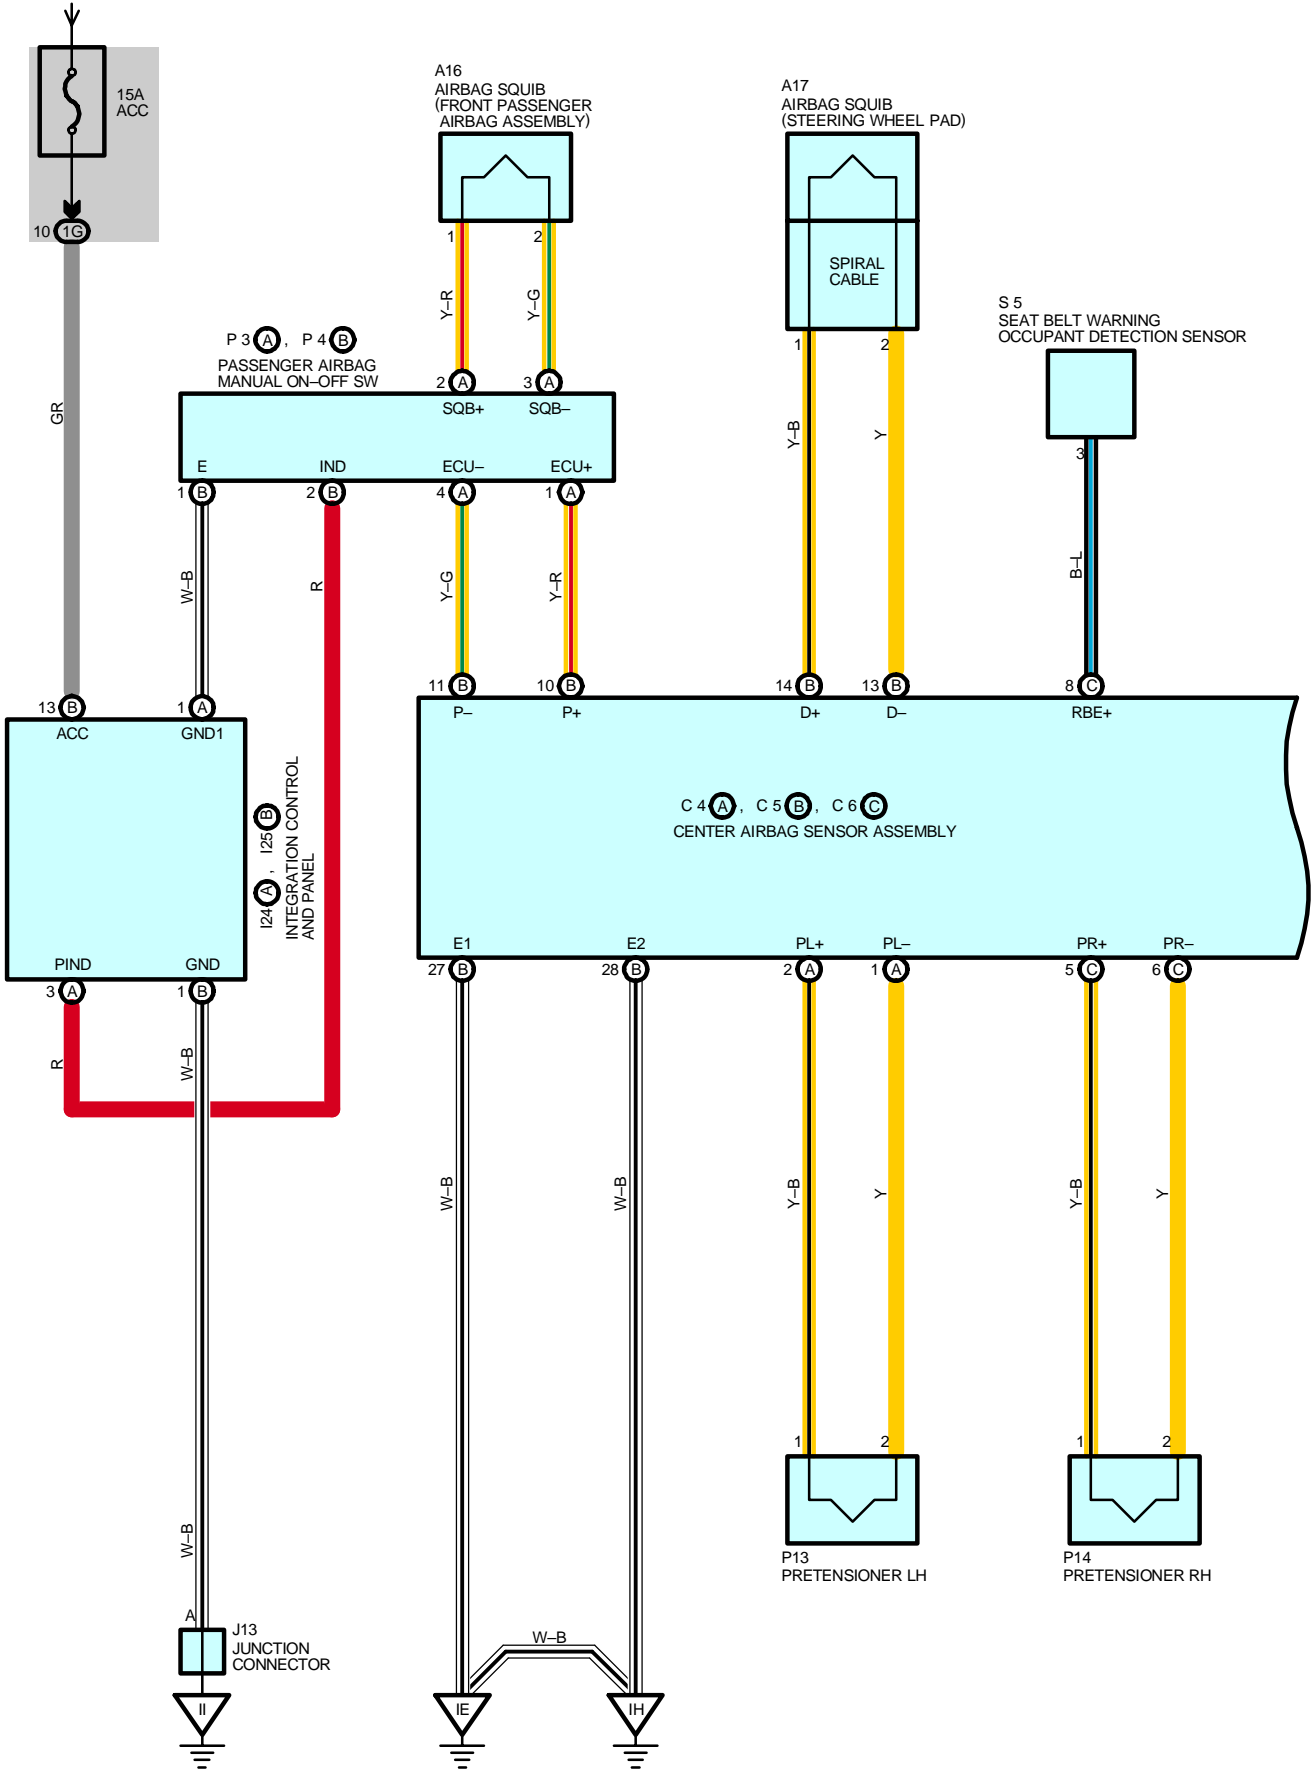 15A
ACC
10 1G
GR
A16
AIRBAG SQUIB
(FRONT PASSENGER
AIRBAG ASSEMBLY)
1
2
Y–R
Y–G
A17
AIRBAG SQUIB
(STEERING WHEEL PAD)
SPIRAL
CABLE
1
2
Y–B
Y
S 5
SEAT BELT WARNING
OCCUPANT DETECTION SENSOR
3
B–L
P 3 A , P 4 B
PASSENGER AIRBAG
MANUAL ON–OFF SW
2 A
3 A
SQB+
SQB–
E
IND
ECU–
ECU+
1 B
2 B
4 A
1 A
W–B
R
Y–G
Y–R
13 B
1 A
ACC
GND1
I24 A , I25 B
INTEGRATION CONTROL
AND PANEL
PIND
GND
3 A
1 B
R
W–B
11 B
10 B
14 B
13 B
8 C
P–
P+
D+
D–
RBE+
C 4 A , C 5 B , C 6 C
CENTER AIRBAG SENSOR ASSEMBLY
E1
E2
PL+
PL–
PR+
PR–
27 B
28 B
2 A
1 A
5 C
6 C
W–B
W–B
Y–B
Y
Y–B
Y
1
2
1
2
P13
PRETENSIONER LH
P14
PRETENSIONER RH
W–B
A
J13
JUNCTION
CONNECTOR
W–B
II
IE
IH